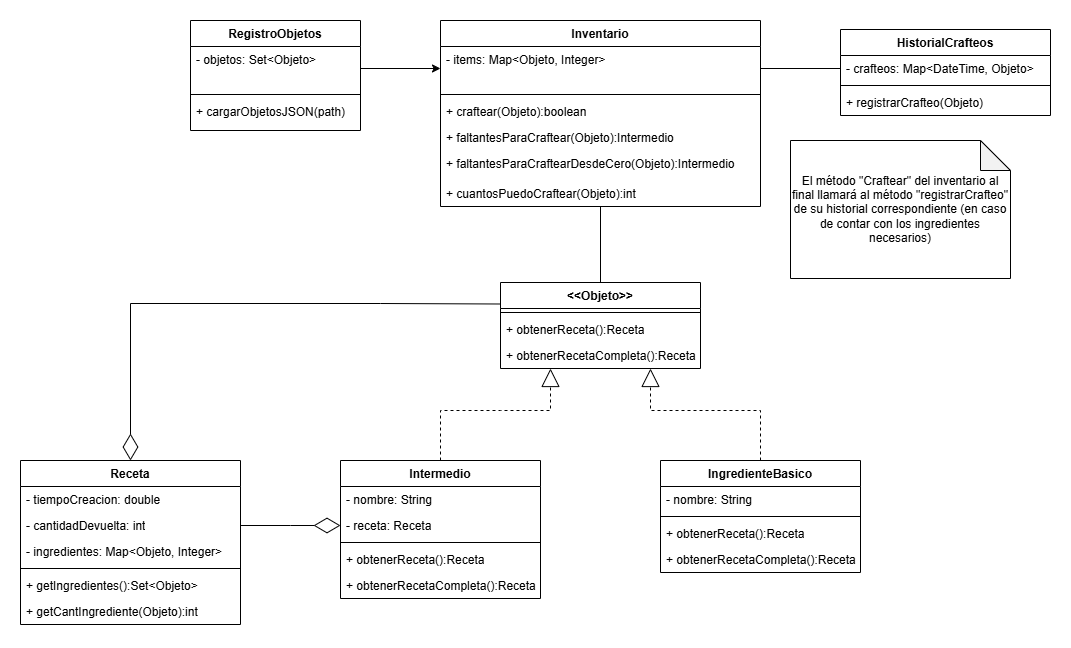 RegistroObjetos
- objetos: Set<Objeto>
+ cargarObjetosJSON(path)
Inventario
- items: Map<Objeto, Integer>
+ craftear(Objeto):boolean
+ faltantesParaCraftear(Objeto):Intermedio
+ faltantesParaCraftearDesdeCero(Objeto):Intermedio
+ cuantosPuedoCraftear(Objeto):int
HistorialCrafteos
- crafteos: Map<DateTime, Objeto>
+ registrarCrafteo(Objeto)
El método "Craftear" del inventario al
final llamará al método "registrarCrafteo"
de su historial correspondiente (en caso
de contar con los ingredientes
necesarios)
<<Objeto>>
+ obtenerReceta():Receta
+ obtenerRecetaCompleta():Receta
Receta
- tiempoCreacion: double
- cantidadDevuelta: int
- ingredientes: Map<Objeto, Integer>
+ getIngredientes():Set<Objeto>
+ getCantIngrediente(Objeto):int
Intermedio
- nombre: String
- receta: Receta
+ obtenerReceta():Receta
+ obtenerRecetaCompleta():Receta
IngredienteBasico
- nombre: String
+ obtenerReceta():Receta
+ obtenerRecetaCompleta():Receta